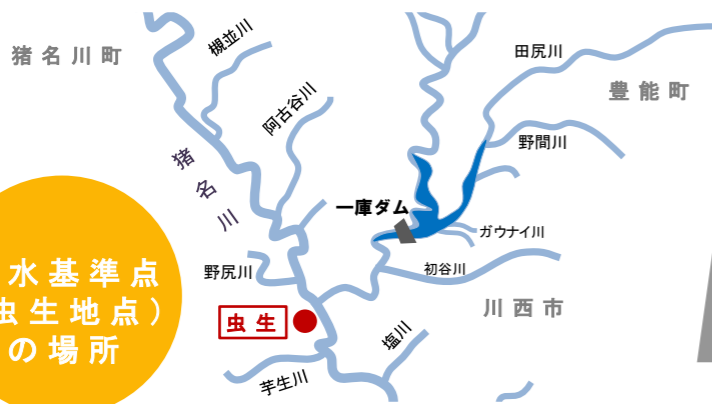 猪名川町
槻並川
田尻川
豊能町
阿古谷川
野間川
猪名川
一庫ダム
ガウナイ川
野尻川
初谷川
水基準点
虫生地点)
の場所
虫生
川西市
塩川
芋生川